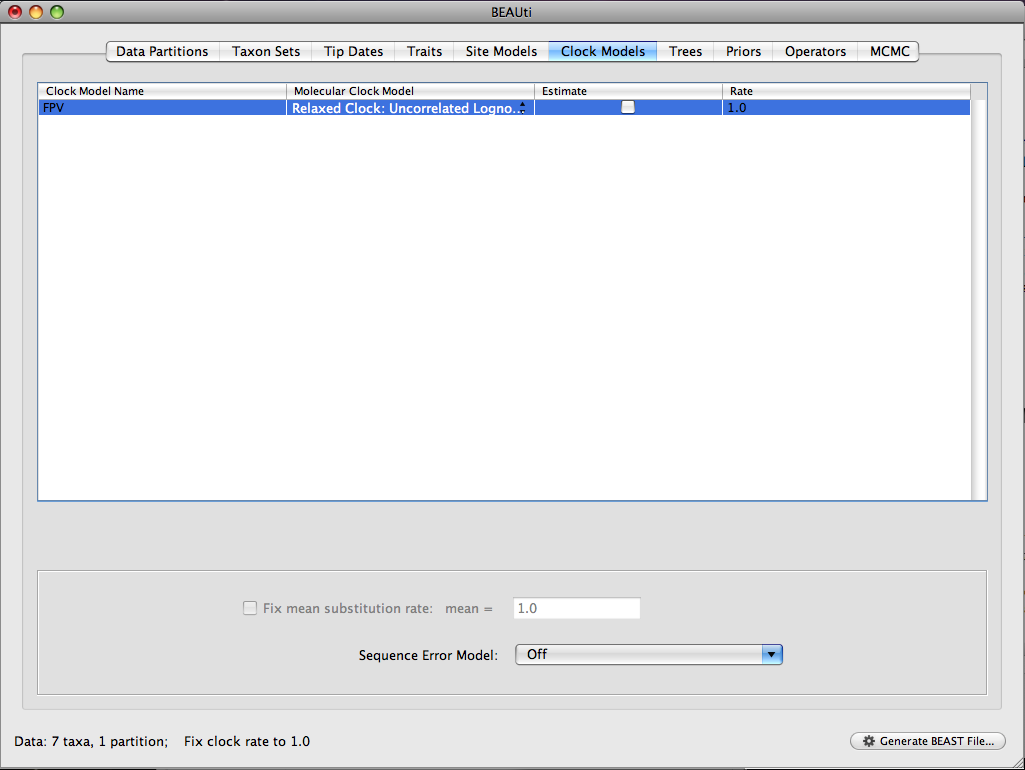 BEAUti
Data Partitions Taxon Sets Tip Dates Traits Site Models Clock Models Trees Priors Operators MCMC
Clock Model Name Molecular Clock Model Estimate Rate
FPV Relaxed Clock: Uncorrelated Logno... 1.0
Fix mean substitution rate: mean = 1.0
Sequence Error Model: Off
Data: 7 taxa, 1 partition; Fix clock rate to 1.0 Generate BEAST File...